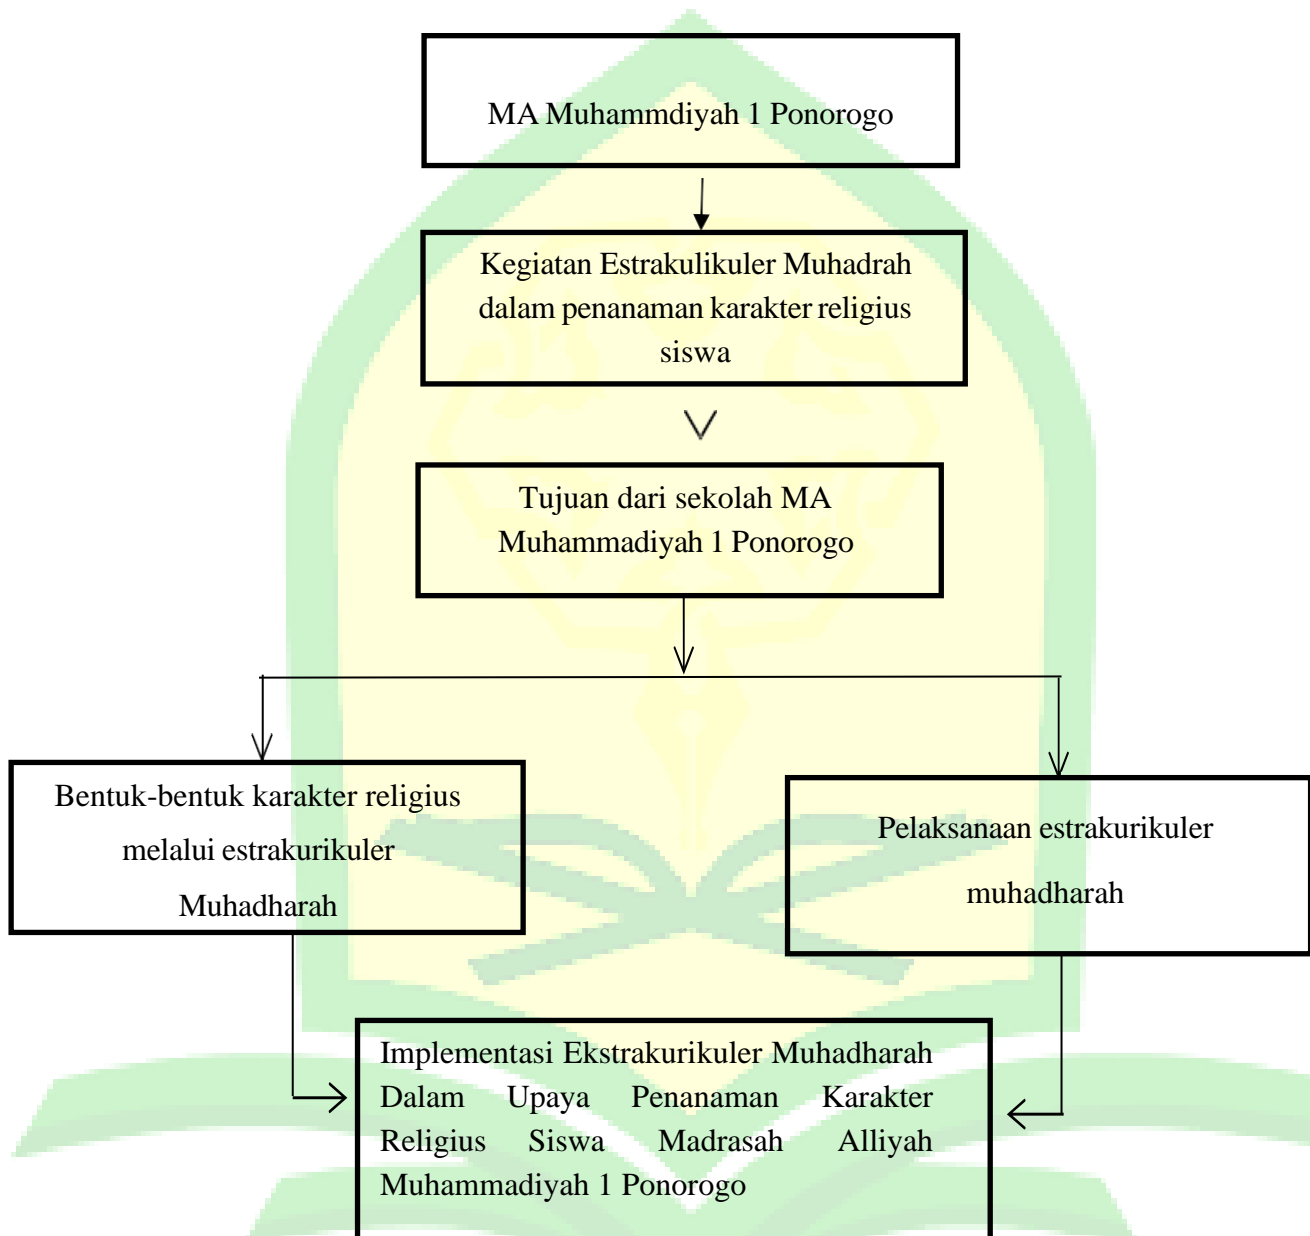 MA Muhammdiyah 1 Ponorogo
Kegiatan Estrakulikuler Muhadrah
dalam penanaman karakter religius
siswa
Tujuan dari sekolah MA
Muhammadiyah 1 Ponorogo
Bentuk-bentuk karakter religius
melalui estrakurikuler
Muhadharah
Pelaksanaan estrakurikuler
muhadharah
Implementasi Ekstrakurikuler Muhadharah
Dalam Upaya Penanaman Karakter
Religius Siswa Madrasah Alliyah
Muhammadiyah 1 Ponorogo